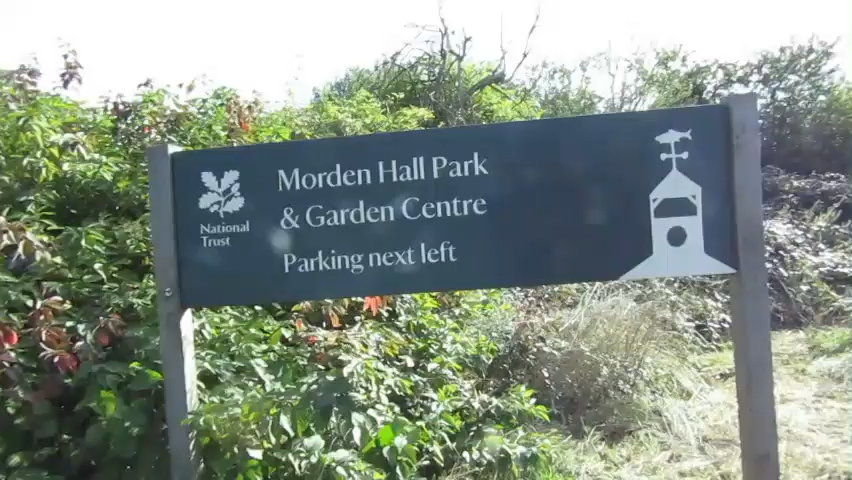 Morden Hall Park
& Garden Centre
Parking next left
National
Trust